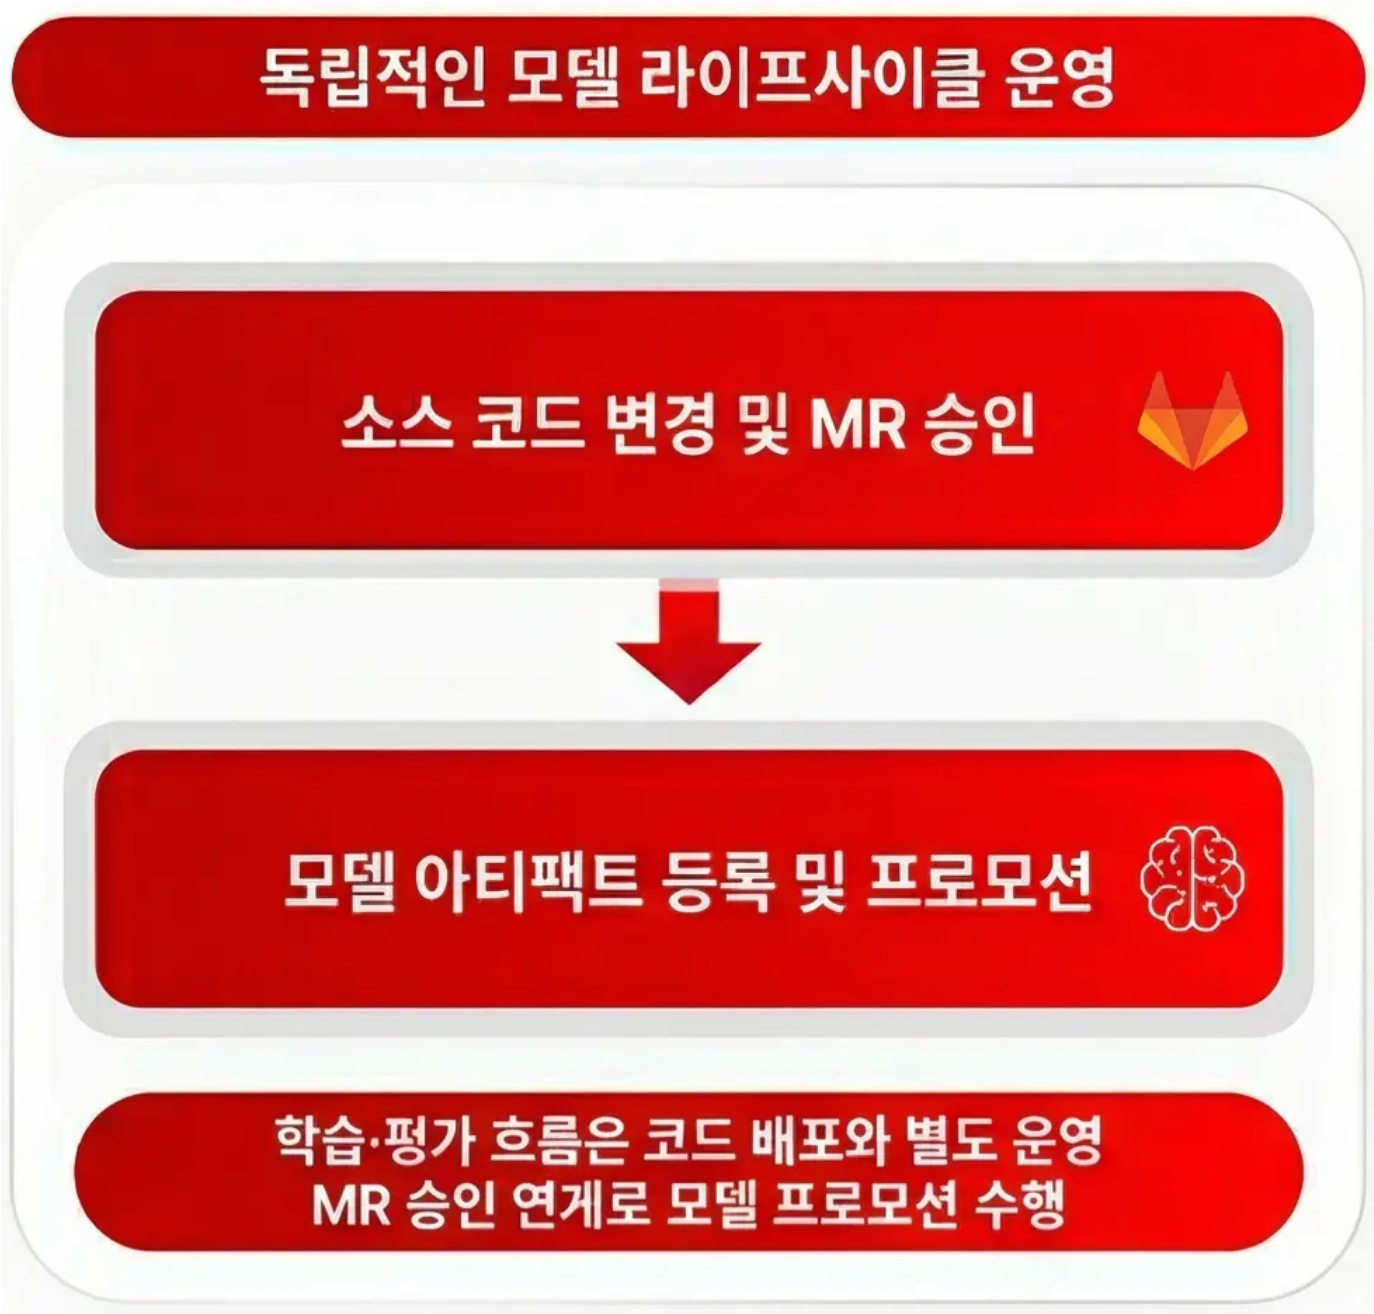 독립적인 모델 라이프사이클 운영
소스 코드 변경 및 MR 승인
모델 아티팩트 등록 및 프로모션
학습·평가 흐름은 코드 배포와 별도 운영
MR 승인 연게로 모델 프로모션 수행